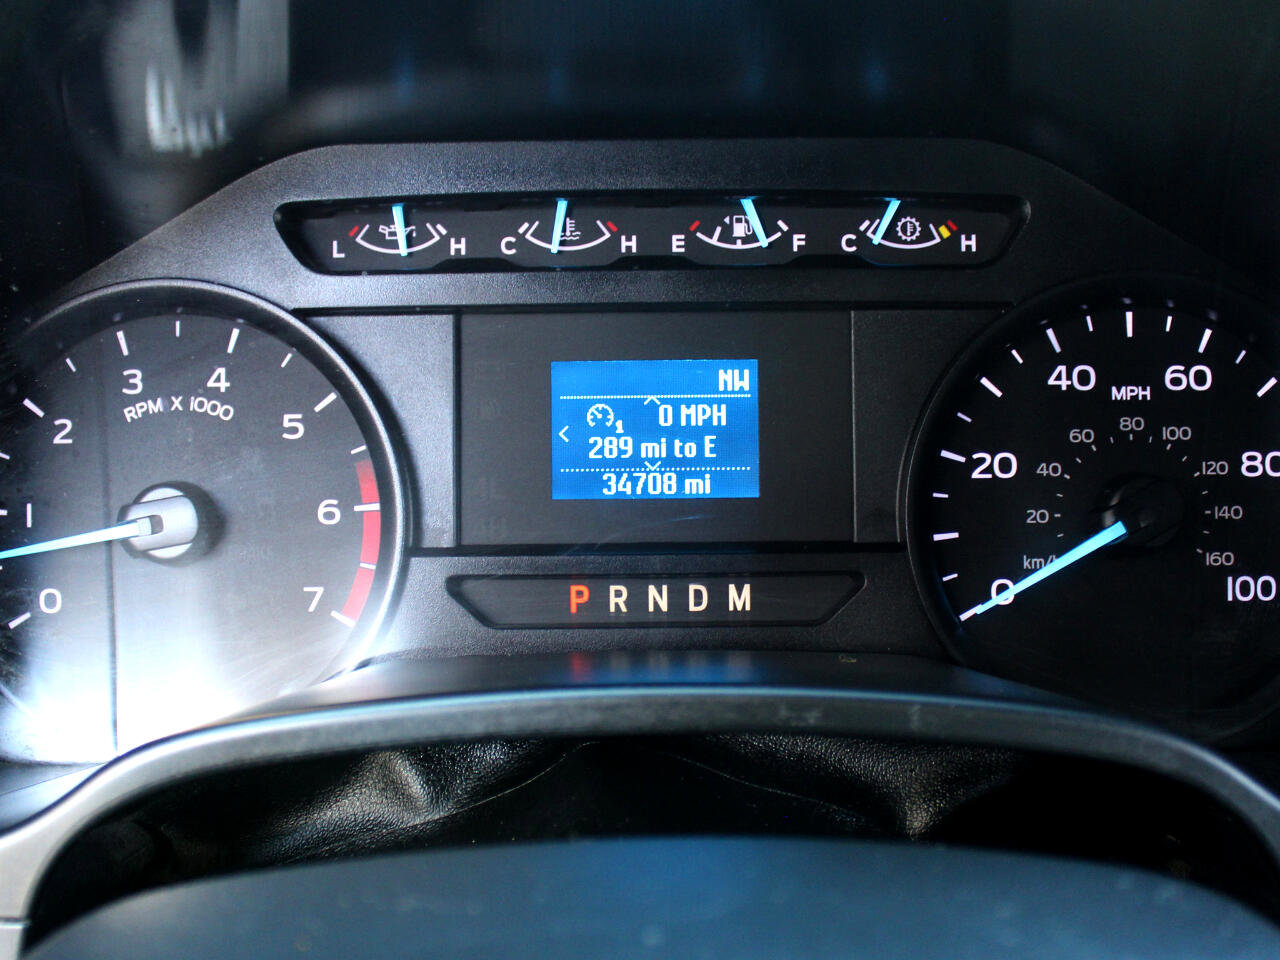 L H C H E F C H
0 1 2 3 4 5 6 7
RPM X 1000
NW
1 0 MPH
289 mi to E
34708 mi
P R N D M
0 20 40 60 80 100
MPH
20 40 60 80 100 120 140 160
km/h